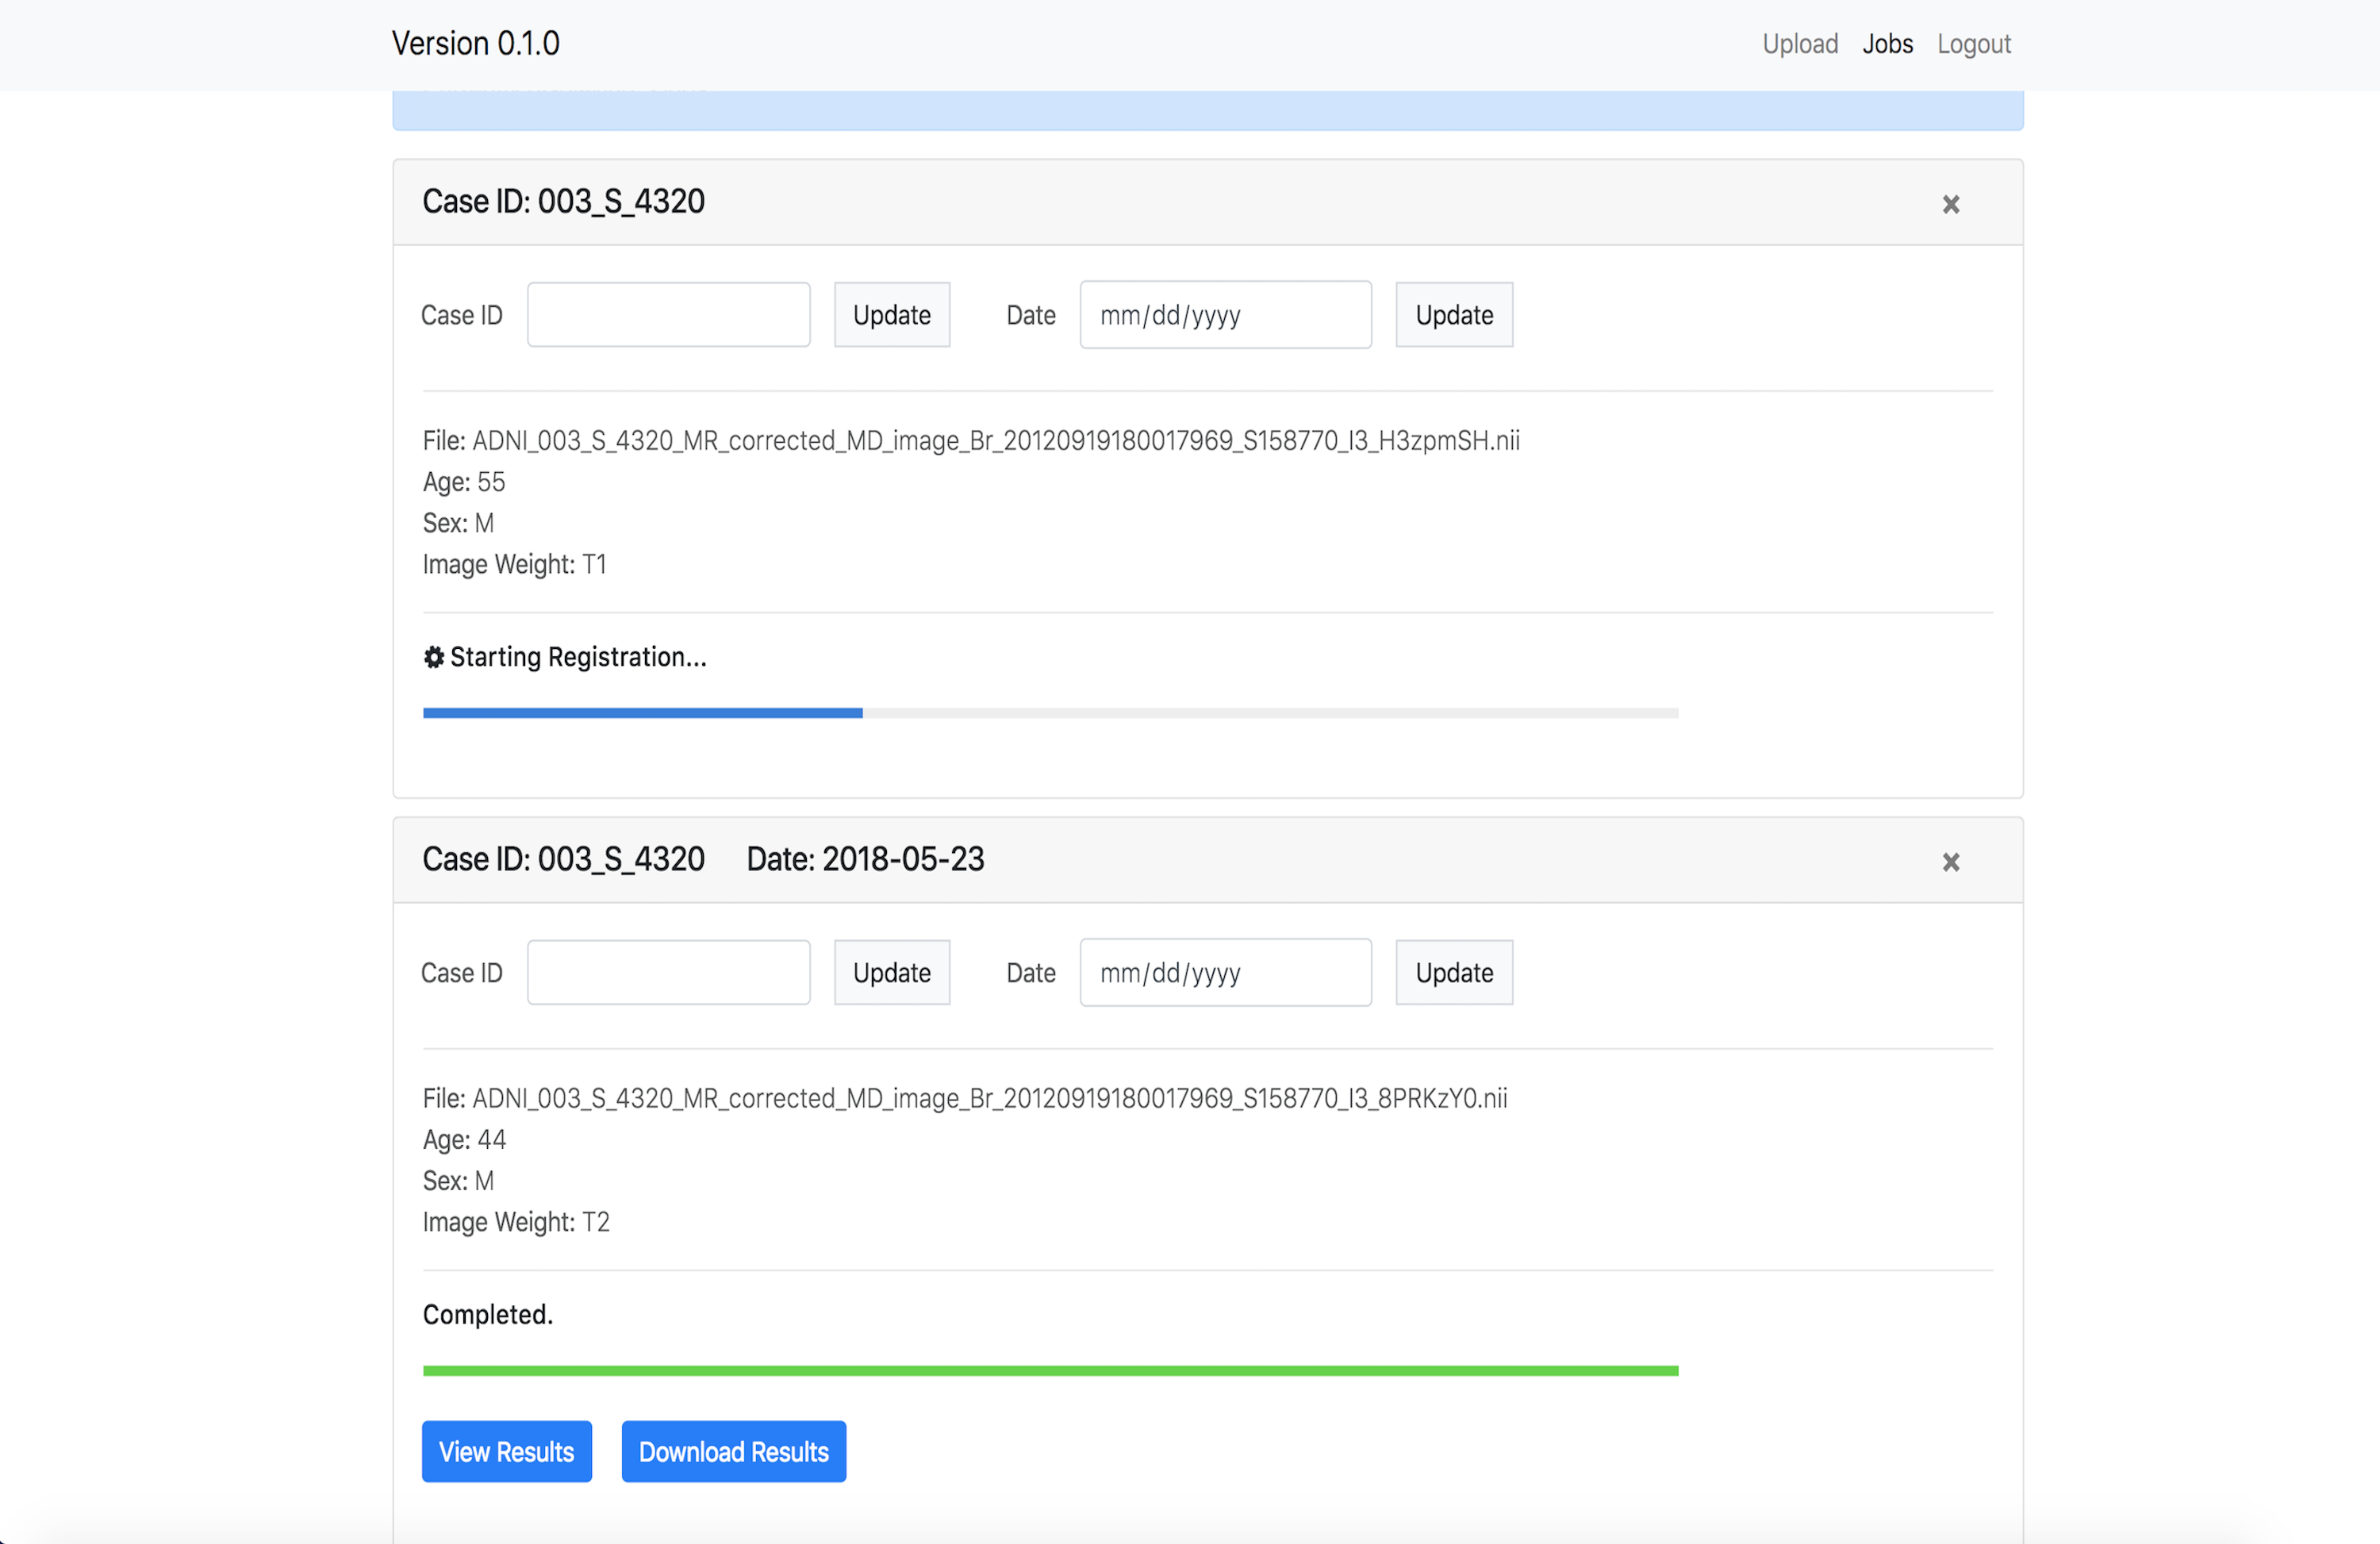 Version 0.1.0
Upload Jobs Logout
Case ID: 003_S_4320 ×
Case ID Update Date mm/dd/yyyy Update
File: ADNI_003_S_4320_MR_corrected_MD_image_Br_20120919180017969_S158770_I3_H3zpmSH.nii
Age: 55
Sex: M
Image Weight: T1
Starting Registration...
Case ID: 003_S_4320 Date: 2018-05-23 ×
Case ID Update Date mm/dd/yyyy Update
File: ADNI_003_S_4320_MR_corrected_MD_image_Br_20120919180017969_S158770_I3_8PRKzY0.nii
Age: 44
Sex: M
Image Weight: T2
Completed.
View Results Download Results